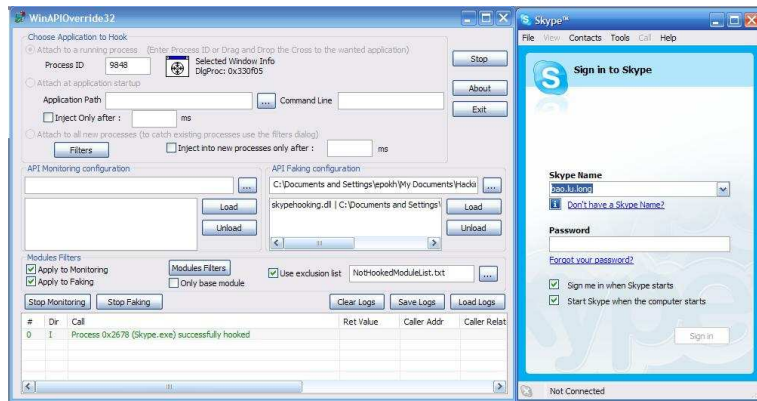 WinAPIOverride32
Choose Application to Hook
Attach to a running process (Enter Process ID or Drag and Drop the Cross to the wanted application)
Process ID 9848 Selected Window Info
DlgProc: 0x330f05
Stop
Attach at application startup
About
Application Path ... Command Line
Exit
Inject Only after : ms
Attach to all new processes (to catch existing processes use the filters dialog)
Filters Inject into new processes only after : ms
API Monitoring configuration
API Faking configuration
... C:\Documents and Settings\epokh\My Documents\Hackin ...
Load skypehooking.dll | C:\Documents and Settings\ Load
Unload Unload
Modules Filters
Apply to Monitoring Modules Filters Use exclusion list NotHookedModuleList.txt ...
Apply to Faking Only base module
Stop Monitoring Stop Faking Clear Logs Save Logs Load Logs
# Dir Call Ret Value Caller Addr Caller Relat
0 I Process 0x2678 (Skype.exe) successfully hooked
Skype™
File View Contacts Tools Call Help
S Sign in to Skype
Skype Name
bao.lu.long
Don't have a Skype Name?
Password
Forgot your password?
Sign me in when Skype starts
Start Skype when the computer starts
Sign in
Not Connected